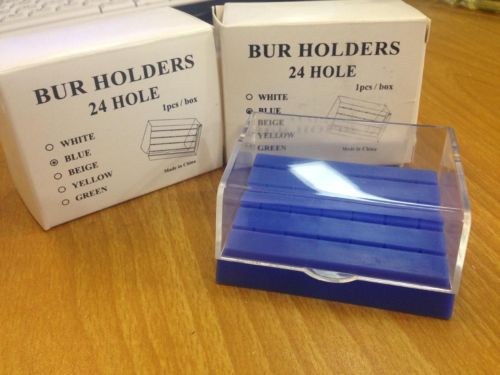 BUR HOLDERS
24 HOLE
1pcs / box
WHITE
BLUE
BEIGE
YELLOW
GREEN
Made in China
BUR HOLDERS
24 HOLE
1pcs / box
WHITE
BLUE
BEIGE
YELLOW
GREEN
Made in China